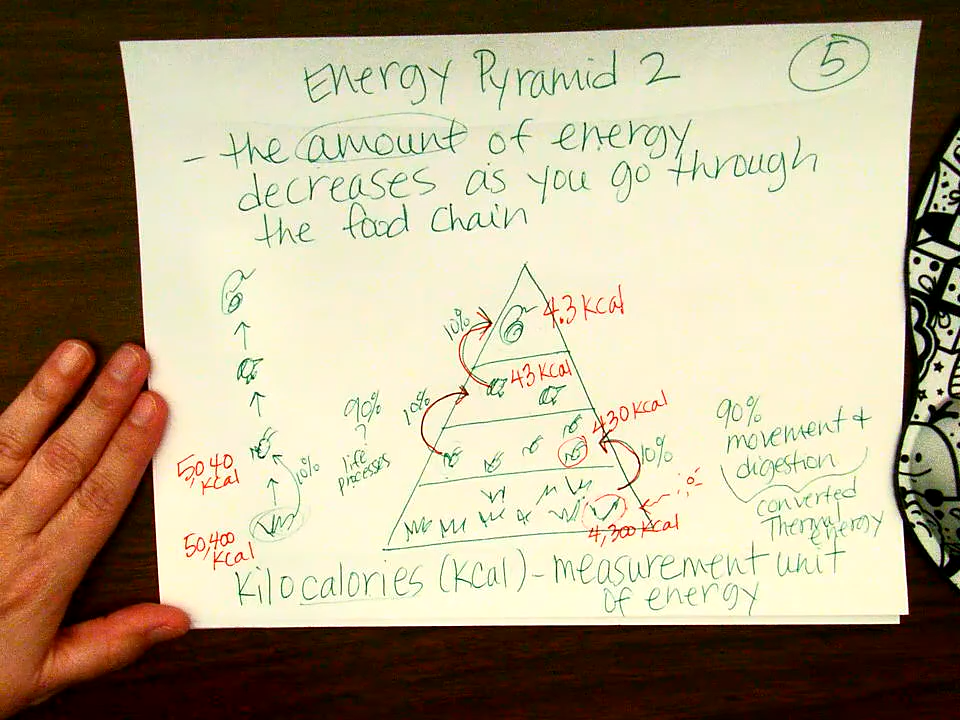 Energy Pyramid 2
5
- the amount of energy
decreases as you go through
the food chain
10%
4.3 kcal
43 kcal
90%
?
life
processes
10%
430 kcal
10%
90%
movement &
digestion
converted
Thermal
energy
5,040
kcal
10%
50,400
kcal
4,300 kcal
Kilocalories (kcal) - measurement unit
of energy